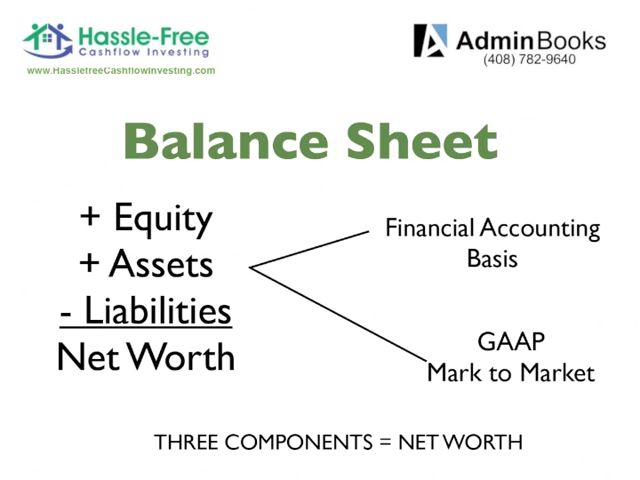 Hassle-Free
Cashflow Investing
www.HasslefreeCashflowInvesting.com
AdminBooks
(408) 782-9640
Balance Sheet
+ Equity
+ Assets
- Liabilities
Net Worth
Financial Accounting
Basis
GAAP
Mark to Market
THREE COMPONENTS = NET WORTH